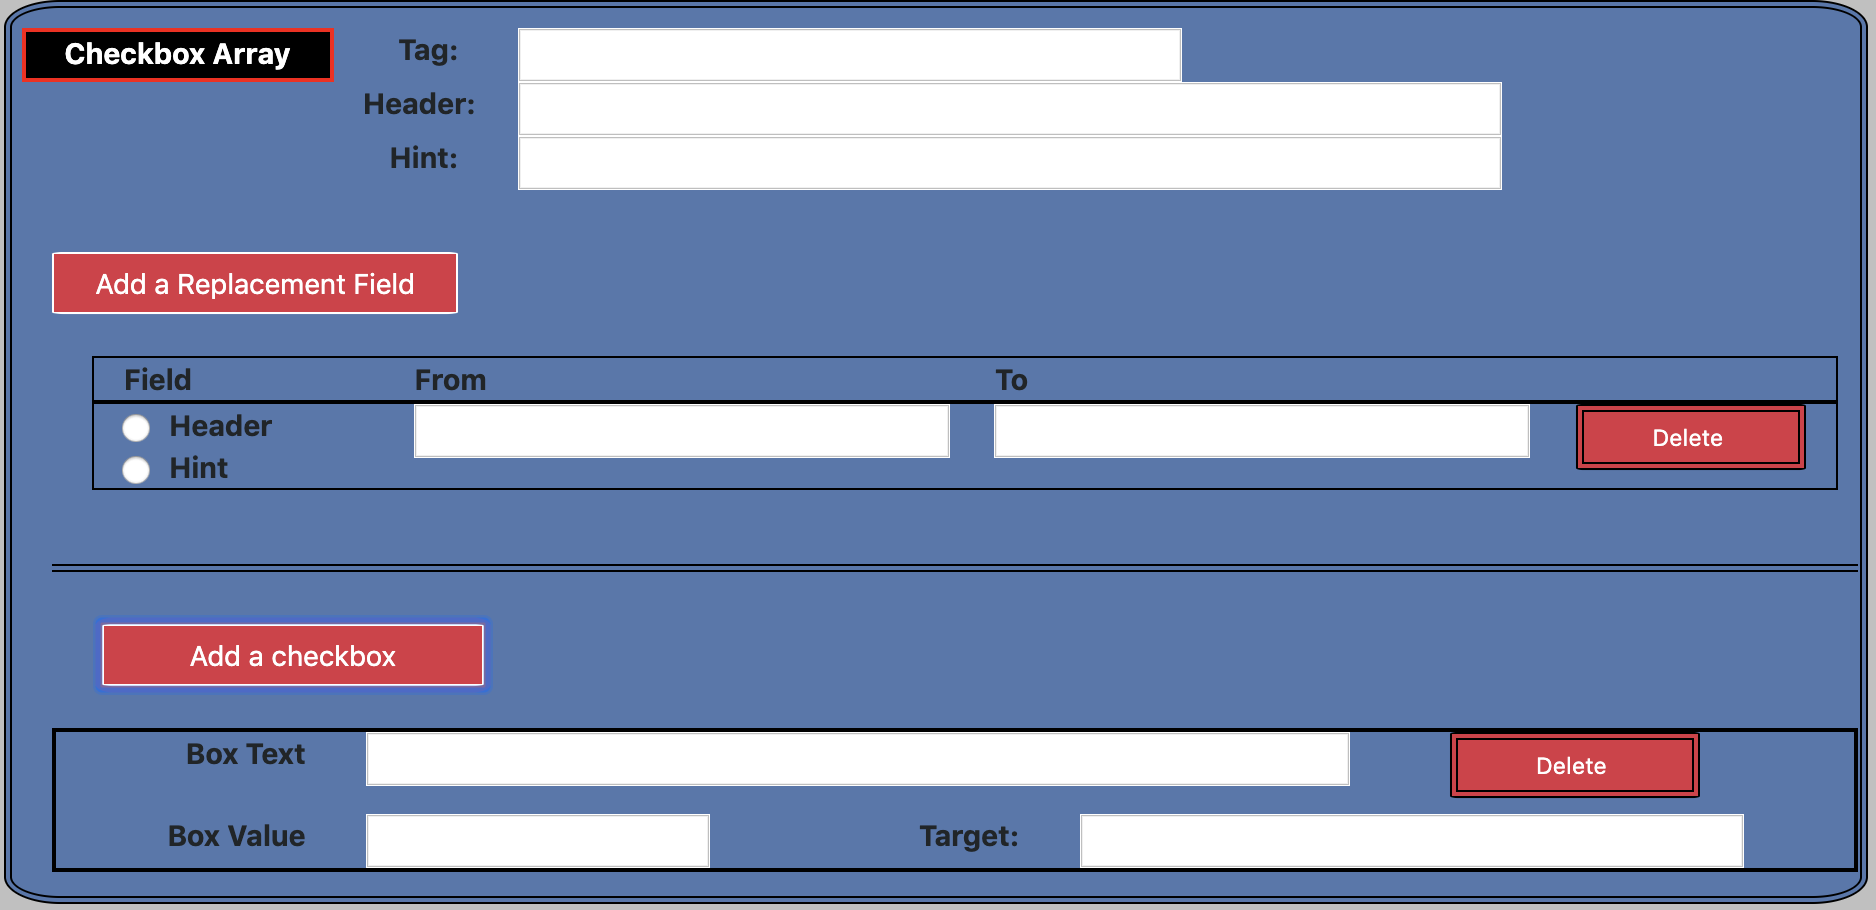 Checkbox Array
Tag:
Header:
Hint:
Add a Replacement Field
Field From To
Header Delete
Hint
Add a checkbox
Box Text Delete
Box Value Target: